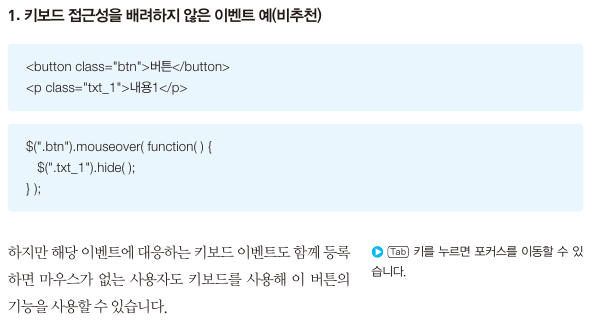 1. 키보드 접근성을 배려하지 않은 이벤트 예(비추천)
<button class="btn">버튼</button>
<p class="txt_1">내용1</p>
$(".btn").mouseover( function( ) {
$(".txt_1").hide( );
} );
하지만 해당 이벤트에 대응하는 키보드 이벤트도 함께 등록
하면 마우스가 없는 사용자도 키보드를 사용해 이 버튼의
기능을 사용할 수 있습니다.
Tab 키를 누르면 포커스를 이동할 수 있
습니다.